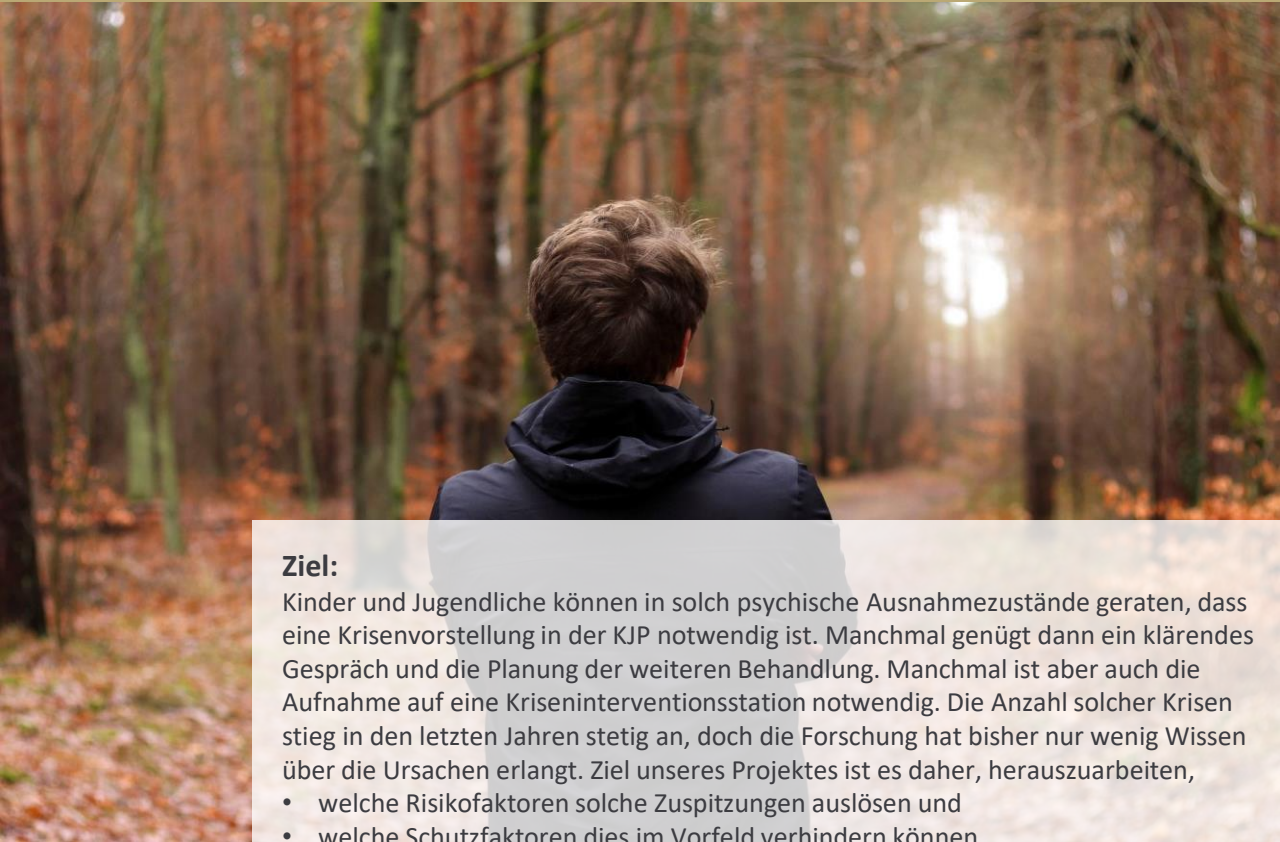 Ziel:
Kinder und Jugendliche können in solch psychische Ausnahmezustände geraten, dass
eine Krisenvorstellung in der KJP notwendig ist. Manchmal genügt dann ein klärendes
Gespräch und die Planung der weiteren Behandlung. Manchmal ist aber auch die
Aufnahme auf eine Kriseninterventionsstation notwendig. Die Anzahl solcher Krisen
stieg in den letzten Jahren stetig an, doch die Forschung hat bisher nur wenig Wissen
über die Ursachen erlangt. Ziel unseres Projektes ist es daher, herauszuarbeiten,
• welche Risikofaktoren solche Zuspitzungen auslösen und
• welche Schutzfaktoren dies im Vorfeld verhindern können